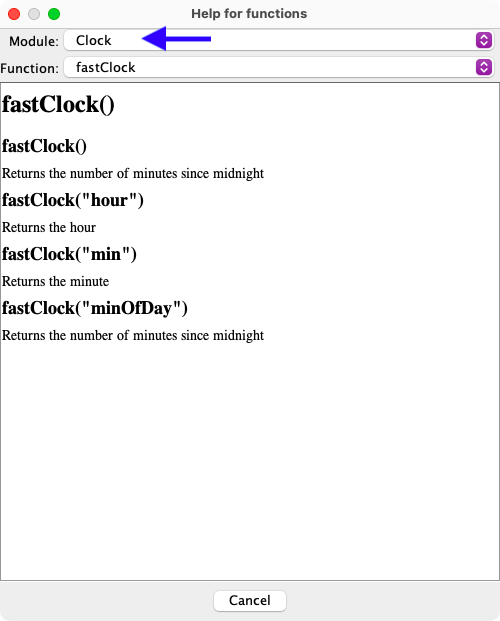 Help for functions
Module: Clock
Function: fastClock
fastClock()
fastClock()
Returns the number of minutes since midnight
fastClock("hour")
Returns the hour
fastClock("min")
Returns the minute
fastClock("minOfDay")
Returns the number of minutes since midnight
Cancel